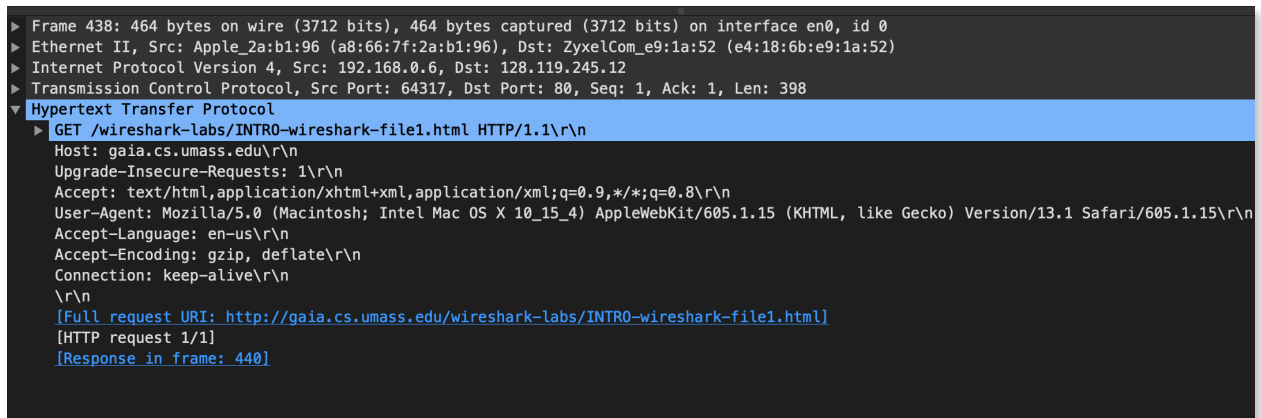 Frame 438: 464 bytes on wire (3712 bits), 464 bytes captured (3712 bits) on interface en0, id 0
Ethernet II, Src: Apple_2a:b1:96 (a8:66:7f:2a:b1:96), Dst: ZyxelCom_e9:1a:52 (e4:18:6b:e9:1a:52)
Internet Protocol Version 4, Src: 192.168.0.6, Dst: 128.119.245.12
Transmission Control Protocol, Src Port: 64317, Dst Port: 80, Seq: 1, Ack: 1, Len: 398
Hypertext Transfer Protocol
GET /wireshark-labs/INTRO-wireshark-file1.html HTTP/1.1\r\n
Host: gaia.cs.umass.edu\r\n
Upgrade-Insecure-Requests: 1\r\n
Accept: text/html,application/xhtml+xml,application/xml;q=0.9,*/*;q=0.8\r\n
User-Agent: Mozilla/5.0 (Macintosh; Intel Mac OS X 10_15_4) AppleWebKit/605.1.15 (KHTML, like Gecko) Version/13.1 Safari/605.1.15\r\n
Accept-Language: en-us\r\n
Accept-Encoding: gzip, deflate\r\n
Connection: keep-alive\r\n
\r\n
[Full request URI: http://gaia.cs.umass.edu/wireshark-labs/INTRO-wireshark-file1.html]
[HTTP request 1/1]
[Response in frame: 440]